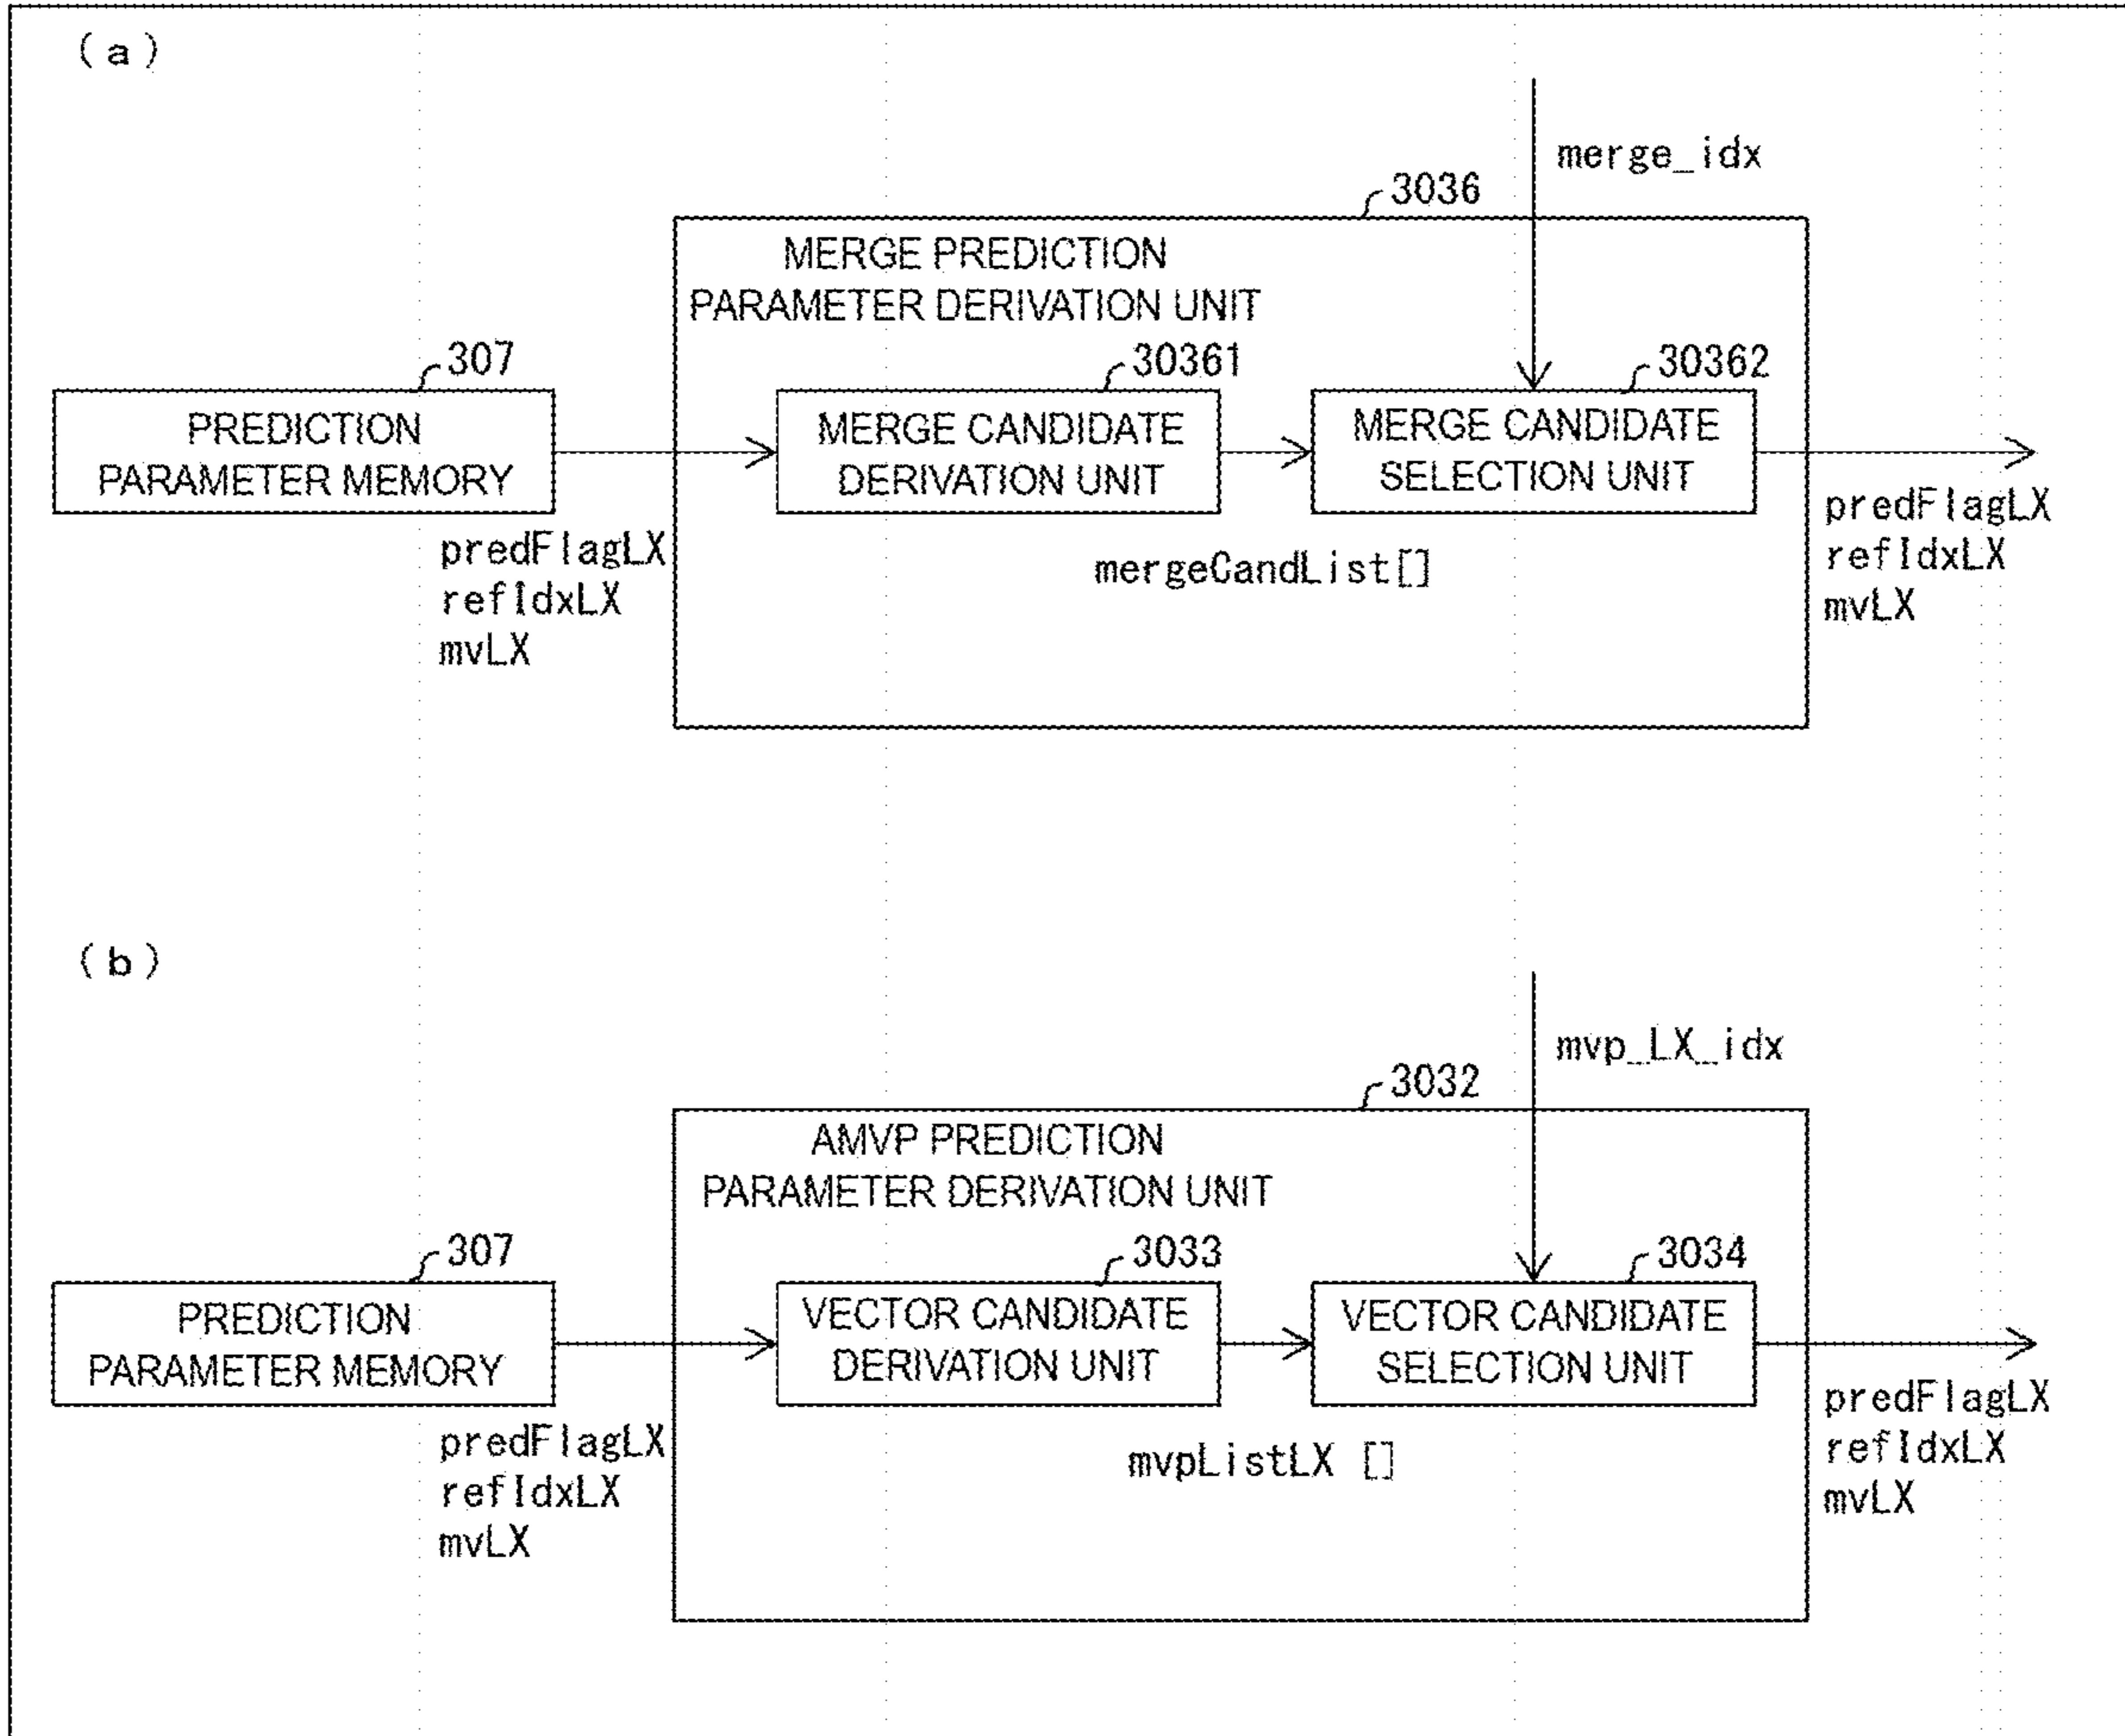 (a)
merge_idx
3036
MERGE PREDICTION
PARAMETER DERIVATION UNIT
307
30361
30362
PREDICTION
PARAMETER MEMORY
MERGE CANDIDATE
DERIVATION UNIT
MERGE CANDIDATE
SELECTION UNIT
predFlagLX
refIdxLX
mvLX
mergeCandList[]
predFlagLX
refIdxLX
mvLX
(b)
mvp_LX_idx
3032
AMVP PREDICTION
PARAMETER DERIVATION UNIT
307
3033
3034
PREDICTION
PARAMETER MEMORY
VECTOR CANDIDATE
DERIVATION UNIT
VECTOR CANDIDATE
SELECTION UNIT
predFlagLX
refIdxLX
mvLX
mvpListLX []
predFlagLX
refIdxLX
mvLX